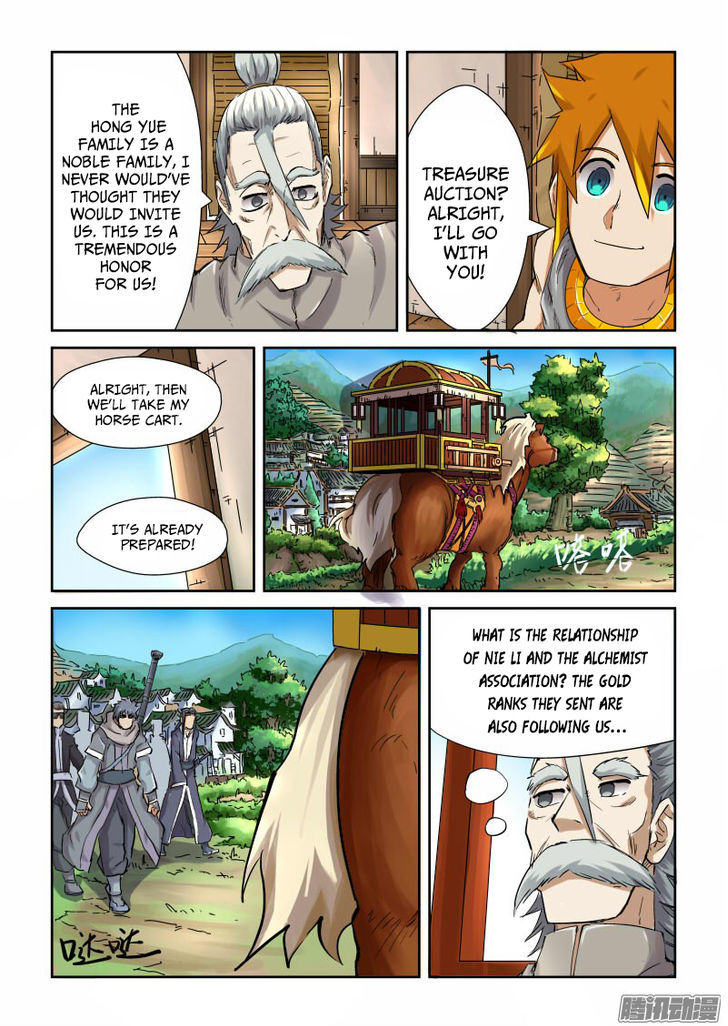 THE
HONG YUE
FAMILY IS A
NOBLE FAMILY, I
NEVER WOULD'VE
THOUGHT THEY
WOULD INVITE
US. THIS IS A
TREMENDOUS
HONOR
FOR US!
TREASURE
AUCTION?
ALRIGHT,
I'LL GO
WITH
YOU!
ALRIGHT, THEN
WE'LL TAKE MY
HORSE CART.
IT'S ALREADY
PREPARED!
嗒嗒
WHAT IS THE RELATIONSHIP
OF NIE LI AND THE ALCHEMIST
ASSOCIATION? THE GOLD
RANKS THEY SENT ARE
ALSO FOLLOWING US...
哒哒
腾讯动漫